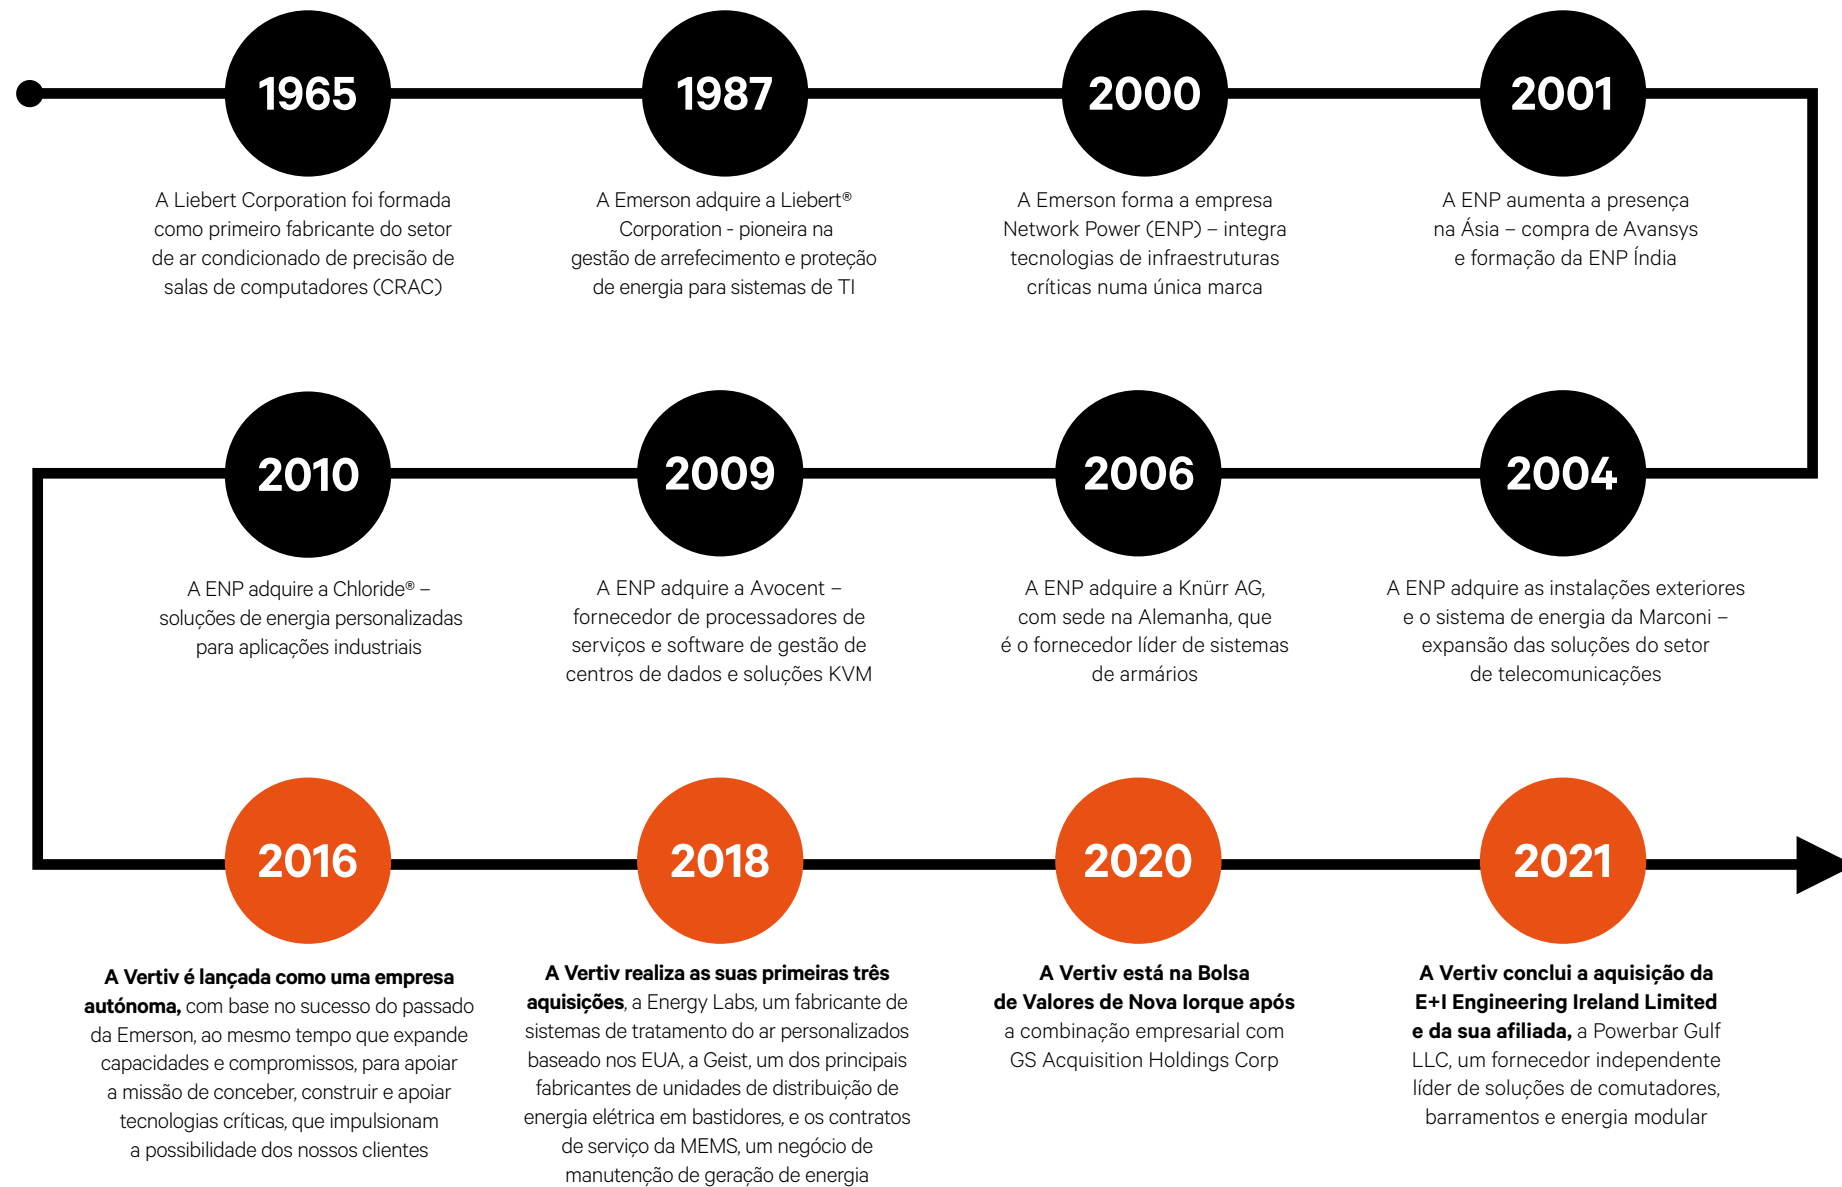 1965
A Liebert Corporation foi formada
como primeiro fabricante do setor
de ar condicionado de precisão de
salas de computadores (CRAC)
1987
A Emerson adquire a Liebert®
Corporation - pioneira na
gestão de arrefecimento e proteção
de energia para sistemas de TI
2000
A Emerson forma a empresa
Network Power (ENP) – integra
tecnologias de infraestruturas
críticas numa única marca
2001
A ENP aumenta a presença
na Ásia – compra de Avansys
e formação da ENP Índia
2004
A ENP adquire as instalações exteriores
e o sistema de energia da Marconi –
expansão das soluções do setor
de telecomunicações
2006
A ENP adquire a Knürr AG,
com sede na Alemanha, que
é o fornecedor líder de sistemas
de armários
2009
A ENP adquire a Avocent –
fornecedor de processadores de
serviços e software de gestão de
centros de dados e soluções KVM
2010
A ENP adquire a Chloride® –
soluções de energia personalizadas
para aplicações industriais
2016
A Vertiv é lançada como uma empresa
autónoma, com base no sucesso do passado
da Emerson, ao mesmo tempo que expande
capacidades e compromissos, para apoiar
a missão de conceber, construir e apoiar
tecnologias críticas, que impulsionam
a possibilidade dos nossos clientes
2018
A Vertiv realiza as suas primeiras três
aquisições, a Energy Labs, um fabricante de
sistemas de tratamento do ar personalizados
baseado nos EUA, a Geist, um dos principais
fabricantes de unidades de distribuição de
energia elétrica em bastidores, e os contratos
de serviço da MEMS, um negócio de
manutenção de geração de energia
2020
A Vertiv está na Bolsa
de Valores de Nova Iorque após
a combinação empresarial com
GS Acquisition Holdings Corp
2021
A Vertiv conclui a aquisição da
E+I Engineering Ireland Limited
e da sua afiliada, a Powerbar Gulf
LLC, um fornecedor independente
líder de soluções de comutadores,
barramentos e energia modular